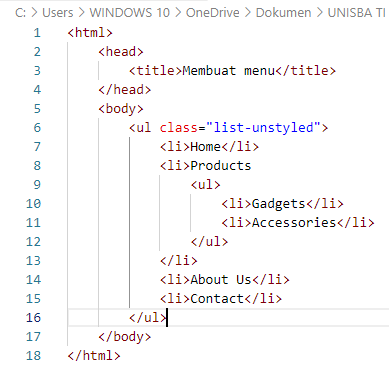 C: > Users > WINDOWS 10 > OneDrive > Dokumen > UNISBA TI
1 <html>
2     <head>
3         <title>Membuat menu</title>
4     </head>
5     <body>
6         <ul class="list-unstyled">
7             <li>Home</li>
8             <li>Products
9                 <ul>
10                     <li>Gadgets</li>
11                     <li>Accessories</li>
12                 </ul>
13             </li>
14             <li>About Us</li>
15             <li>Contact</li>
16         </ul>
17     </body>
18 </html>